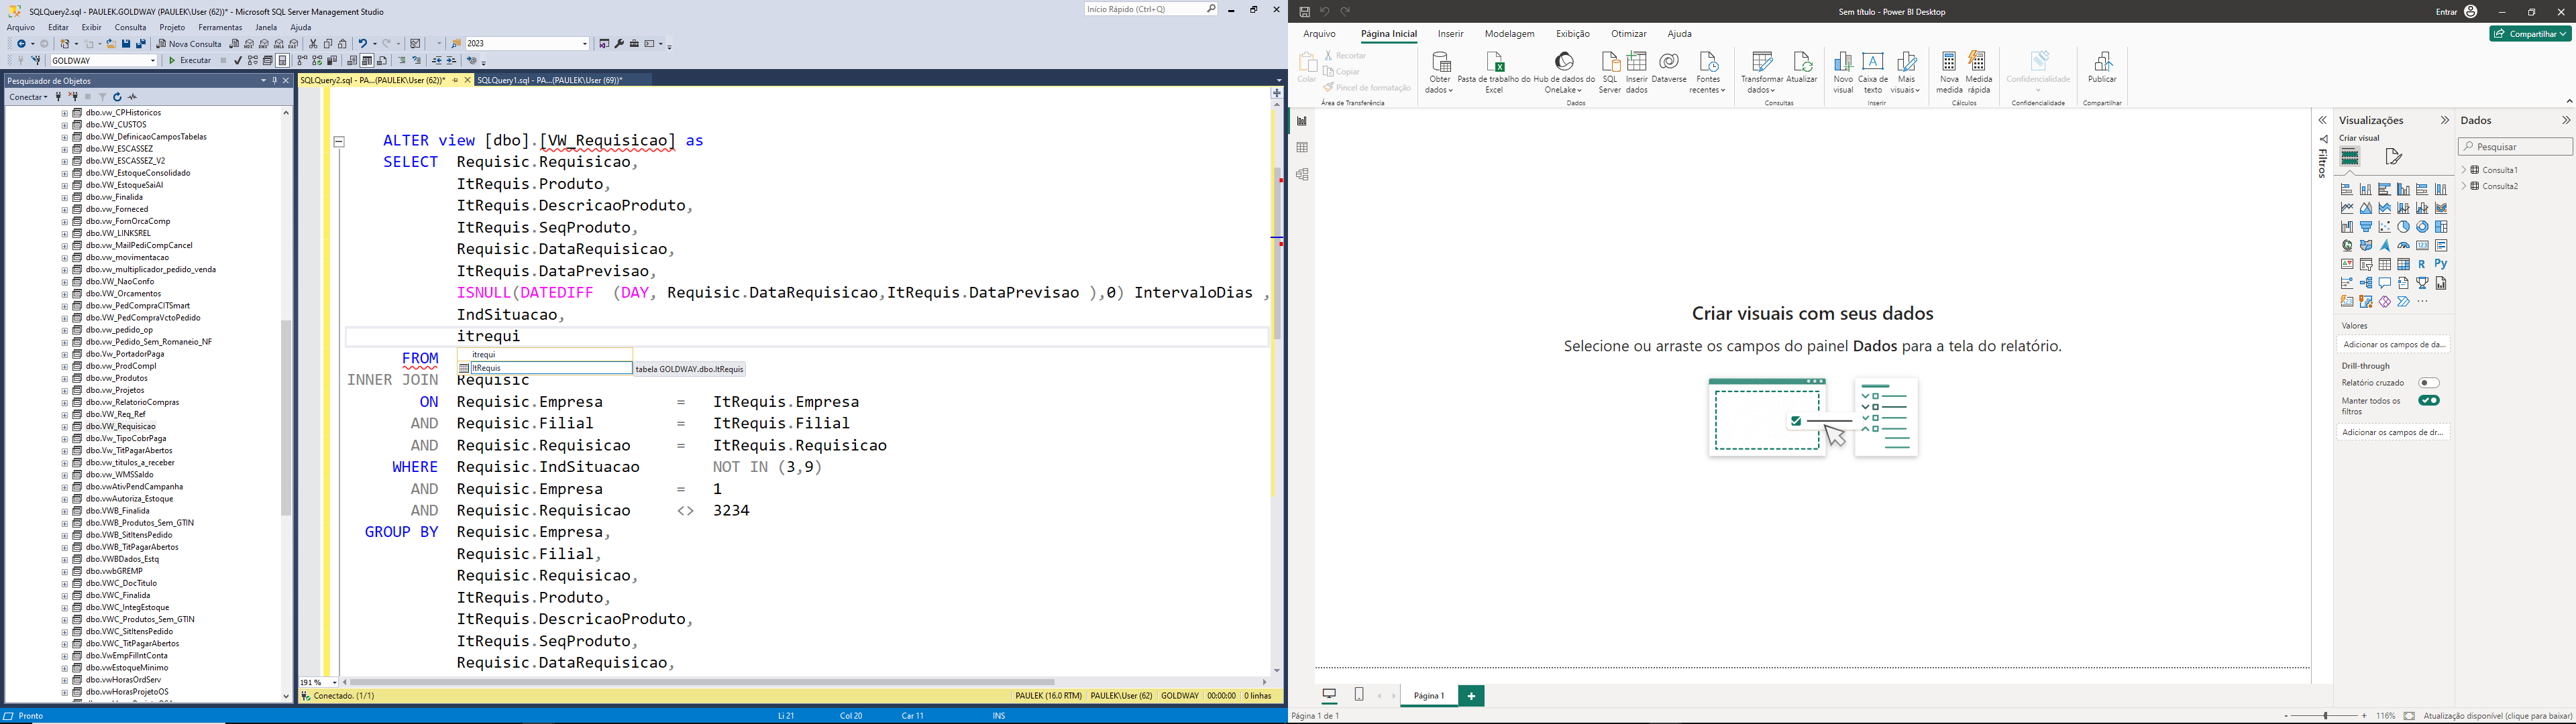 SQLQuery2.sql - PAULEK.GOLDWAY (PAULEK\User (62))* - Microsoft SQL Server Management Studio
Início Rápido (Ctrl+Q)
Arquivo Editar Exibir Consulta Projeto Ferramentas Janela Ajuda
Nova Consulta
2023
GOLDWAY
Executar
Pesquisador de Objetos
Conectar
dbo.vw_CPHistoricos
dbo.VW_CUSTOS
dbo.VW_DefinicaoCamposTabelas
dbo.VW_ESCASSEZ
dbo.VW_ESCASSEZ_V2
dbo.VW_EstoqueConsolidado
dbo.VW_EstoqueSaiAI
dbo.vw_Finalida
dbo.vw_Forneced
dbo.vw_FornOrcaComp
dbo.VW_LINKSREL
dbo.vw_MailPediCompCancel
dbo.vw_movimentacao
dbo.vw_multiplicador_pedido_venda
dbo.VW_NaoConfo
dbo.VW_Orcamentos
dbo.vw_PedCompraCITSmart
dbo.VW_PedCompraVctoPedido
dbo.vw_pedido_op
dbo.vw_Pedido_Sem_Romaneio_NF
dbo.Vw_PortadorPaga
dbo.vw_ProdCompl
dbo.vw_Produtos
dbo.vw_Projetos
dbo.vw_RelatorioCompras
dbo.VW_Req_Ref
dbo.VW_Requisicao
dbo.Vw_TipoCobrPaga
dbo.Vw_TitPagarAbertos
dbo.vw_titulos_a_receber
dbo.vw_WMSSaldo
dbo.vwAtivPendCampanha
dbo.vwAutoriza_Estoque
dbo.VWB_Finalida
dbo.VWB_Produtos_Sem_GTIN
dbo.VWB_SitItensPedido
dbo.VWB_TitPagarAbertos
dbo.VWBDados_Estq
dbo.vwbGREMP
dbo.VWC_DocTitulo
dbo.VWC_Finalida
dbo.VWC_IntegEstoque
dbo.VWC_Produtos_Sem_GTIN
dbo.VWC_SitItensPedido
dbo.VWC_TitPagarAbertos
dbo.VwEmpFilIntConta
dbo.vwEstoqueMinimo
dbo.vwHorasOrdServ
dbo.vwHorasProjetoOS
SQLQuery2.sql - PA...(PAULEK\User (62))*
SQLQuery1.sql - PA...(PAULEK\User (69))*
ALTER view [dbo].[VW_Requisicao] as
SELECT Requisic.Requisicao,
ItRequis.Produto,
ItRequis.DescricaoProduto,
ItRequis.SeqProduto,
Requisic.DataRequisicao,
ItRequis.DataPrevisao,
ISNULL(DATEDIFF (DAY, Requisic.DataRequisicao,ItRequis.DataPrevisao ),0) IntervaloDias ,
IndSituacao,
itrequi
itrequi
FROM
ItRequis
tabela GOLDWAY.dbo.ItRequis
INNER JOIN Requisic
ON Requisic.Empresa = ItRequis.Empresa
AND Requisic.Filial = ItRequis.Filial
AND Requisic.Requisicao = ItRequis.Requisicao
WHERE Requisic.IndSituacao NOT IN (3,9)
AND Requisic.Empresa = 1
AND Requisic.Requisicao <> 3234
GROUP BY Requisic.Empresa,
Requisic.Filial,
Requisic.Requisicao,
ItRequis.Produto,
ItRequis.DescricaoProduto,
ItRequis.SeqProduto,
Requisic.DataRequisicao,
191 %
Conectado. (1/1)
PAULEK (16.0 RTM) PAULEK\User (62) GOLDWAY 00:00:00 0 linhas
Pronto
Li 21 Col 20 Car 11 INS
Sem título - Power BI Desktop
Entrar
Arquivo Página Inicial Inserir Modelagem Exibição Otimizar Ajuda
Compartilhar
Colar
Recortar
Copiar
Pincel de formatação
Área de Transferência
Obter dados
Pasta de trabalho do Excel
Hub de dados do OneLake
SQL Server
Inserir dados
Dataverse
Fontes recentes
Dados
Transformar dados
Atualizar
Consultas
Novo visual
Caixa de texto
Mais visuais
Inserir
Nova medida
Medida rápida
Cálculos
Confidencialidade
Confidencialidade
Publicar
Compartilhar
Criar visuais com seus dados
Selecione ou arraste os campos do painel Dados para a tela do relatório.
Filtros
Visualizações
Criar visual
R Py
123
Valores
Adicionar os campos de da...
Drill-through
Relatório cruzado
Manter todos os
filtros
Adicionar os campos de dr...
Dados
Pesquisar
Consulta1
Consulta2
Página 1
Página 1 de 1
116%
Atualização disponível (clique para baixar)